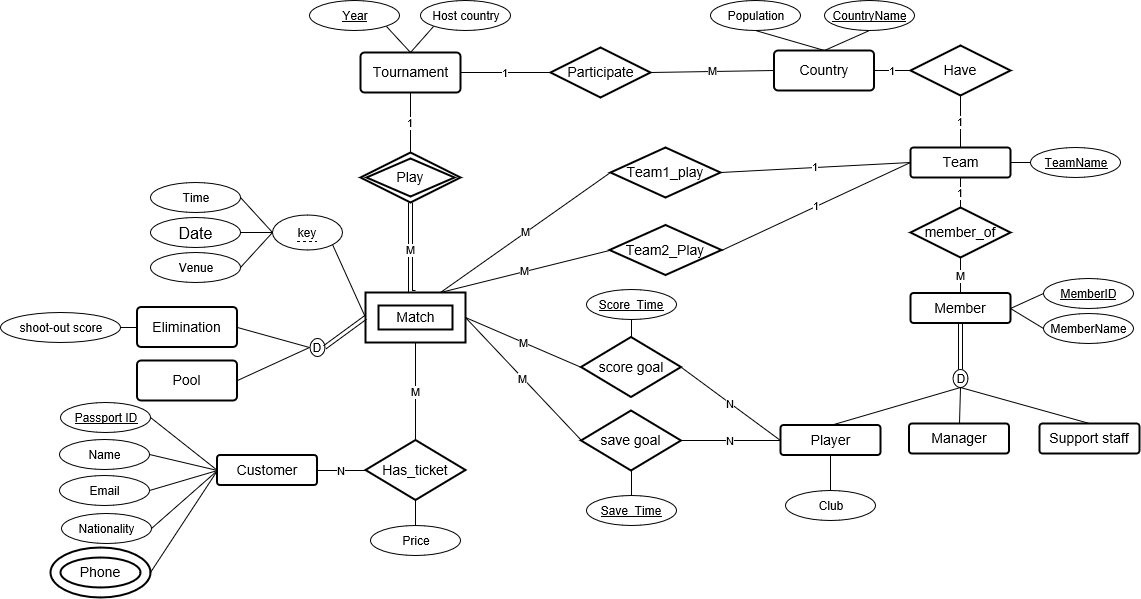 Year
Host country
Population
CountryName
Tournament
1
Participate
M
Country
1
Have
1
1
Play
Team1_play
1
Team
TeamName
Time
Date
Venue
key
M
M
Team2_Play
1
M
1
member_of
M
Member
MemberID
MemberName
shoot-out score
Elimination
Pool
D
Match
Score_Time
M
score goal
M
N
D
Passport ID
Name
Email
Nationality
Phone
Customer
N
M
Has_ticket
Price
save goal
N
Save_Time
Player
Manager
Support staff
Club